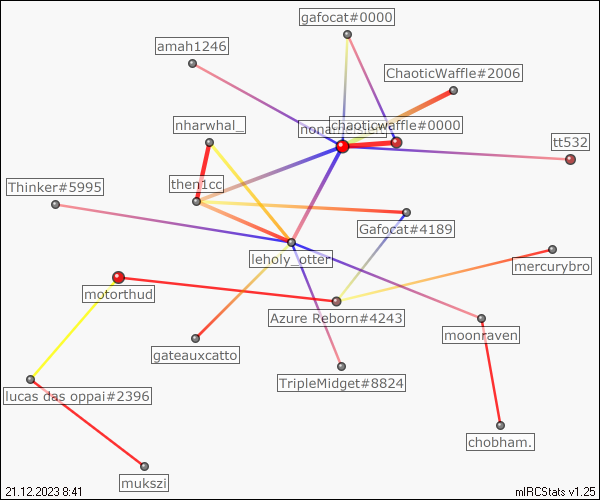 gafocat#0000
amah1246
ChaoticWaffle#2006
nharwhal_
chaoticwaffle#0000
tt532
Thinker#5995
then1cc
Gafocat#4189
leholy_otter
mercurybro
motorthud
Azure Reborn#4243
moonraven
gateauxcatto
TripleMidget#8824
lucas das oppai#2396
chobham.
mukszi
21.12.2023 8:41
mIRCStats v1.25